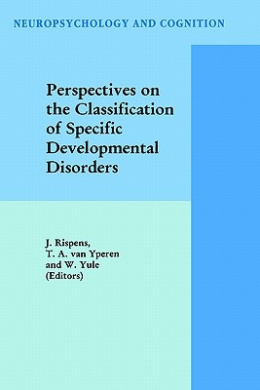 NEUROPSYCHOLOGY AND COGNITION
Perspectives on
the Classification
of Specific
Developmental
Disorders
J. Rispens,
T. A. van Yperen
and W. Yule
(Editors)